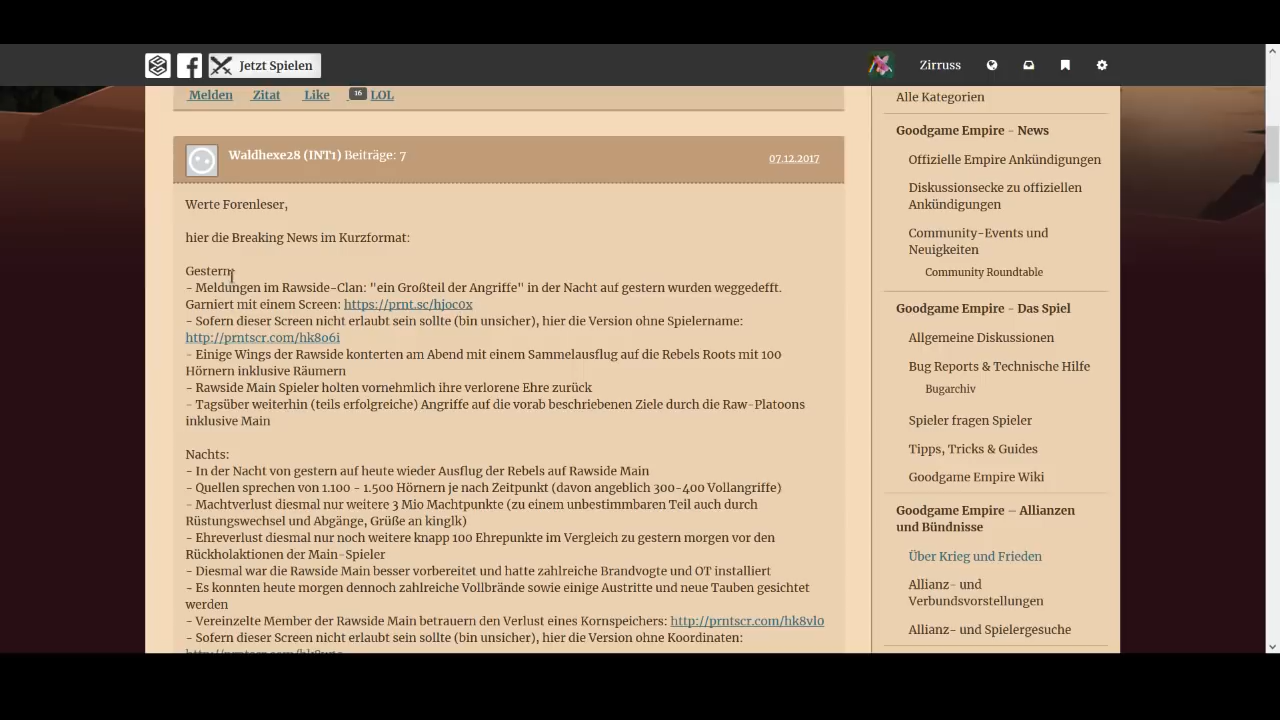 Jetzt Spielen
Zirruss
Melden Zitat Like 16 LOL
Waldhexe28 (INT1) Beiträge: 7
07.12.2017
Werte Forenleser,
hier die Breaking News im Kurzformat:
Gestern:
- Meldungen im Rawside-Clan: "ein Großteil der Angriffe" in der Nacht auf gestern wurden weggedefft.
Garniert mit einem Screen: https://prnt.sc/hjoc0x
- Sofern dieser Screen nicht erlaubt sein sollte (bin unsicher), hier die Version ohne Spielername:
http://prntscr.com/hk8o6i
- Einige Wings der Rawside konterten am Abend mit einem Sammelausflug auf die Rebels Roots mit 100
Hörnern inklusive Räumern
- Rawside Main Spieler holten vornehmlich ihre verlorene Ehre zurück
- Tagsüber weiterhin (teils erfolgreiche) Angriffe auf die vorab beschriebenen Ziele durch die Raw-Platoons
inklusive Main
Nachts:
- In der Nacht von gestern auf heute wieder Ausflug der Rebels auf Rawside Main
- Quellen sprechen von 1.100 - 1.500 Hörnern je nach Zeitpunkt (davon angeblich 300-400 Vollangriffe)
- Machtverlust diesmal nur weitere 3 Mio Machtpunkte (zu einem unbestimmbaren Teil auch durch
Rüstungswechsel und Abgänge, Grüße an kinglk)
- Ehreverlust diesmal nur noch weitere knapp 100 Ehrepunkte im Vergleich zu gestern morgen vor den
Rückholaktionen der Main-Spieler
- Diesmal war die Rawside Main besser vorbereitet und hatte zahlreiche Brandvogte und OT installiert
- Es konnten heute morgen dennoch zahlreiche Vollbrände sowie einige Austritte und neue Tauben gesichtet
werden
- Vereinzelte Member der Rawside Main betrauern den Verlust eines Kornspeichers: http://prntscr.com/hk8vl0
- Sofern dieser Screen nicht erlaubt sein sollte (bin unsicher), hier die Version ohne Koordinaten:
Alle Kategorien
Goodgame Empire - News
Offizielle Empire Ankündigungen
Diskussionsecke zu offiziellen
Ankündigungen
Community-Events und
Neuigkeiten
Community Roundtable
Goodgame Empire - Das Spiel
Allgemeine Diskussionen
Bug Reports & Technische Hilfe
Bugarchiv
Spieler fragen Spieler
Tipps, Tricks & Guides
Goodgame Empire Wiki
Goodgame Empire – Allianzen
und Bündnisse
Über Krieg und Frieden
Allianz- und
Verbundsvorstellungen
Allianz- und Spielergesuche